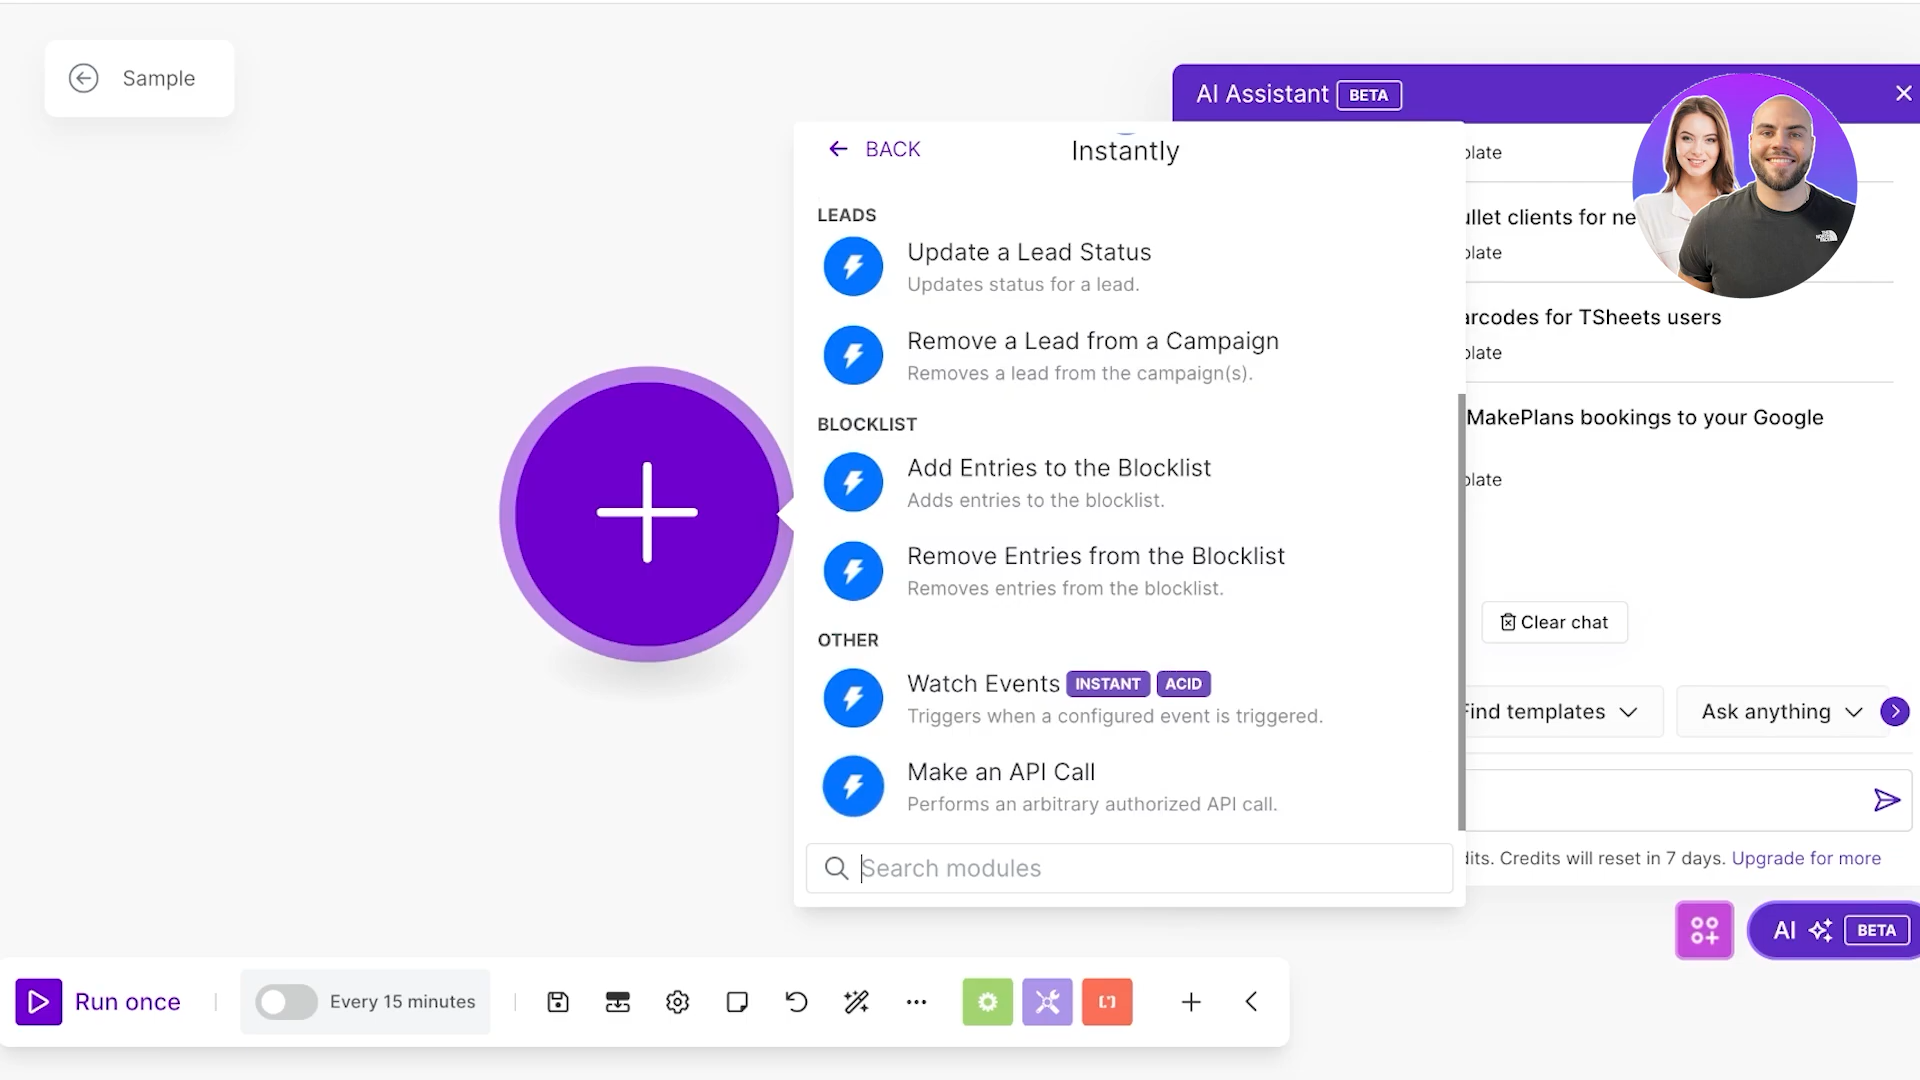 Sample
AI Assistant BETA
BACK
Instantly
LEADS
Update a Lead Status
Updates status for a lead.
Remove a Lead from a Campaign
Removes a lead from the campaign(s).
BLOCKLIST
Add Entries to the Blocklist
Adds entries to the blocklist.
Remove Entries from the Blocklist
Removes entries from the blocklist.
OTHER
Watch Events INSTANT ACID
Triggers when a configured event is triggered.
Make an API Call
Performs an arbitrary authorized API call.
Search modules
clients for
for TSheets users
MakePlans bookings to your Google
Clear chat
Find templates
Ask anything
Credits will reset in 7 days. Upgrade for more
AI BETA
Run once
Every 15 minutes